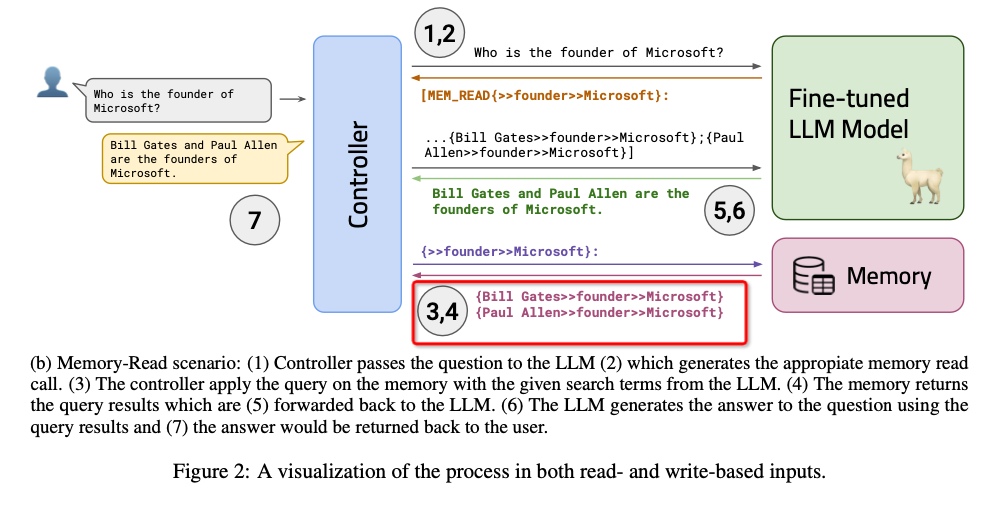 1,2
Who is the founder of Microsoft?
Who is the founder of
Microsoft?
[MEM_READ{>>founder>>Microsoft}:
Bill Gates and Paul Allen
are the founders of
Microsoft.
7
Controller
...{Bill Gates>>founder>>Microsoft};{Paul
Allen>>founder>>Microsoft}]
Bill Gates and Paul Allen are the
founders of Microsoft.
5,6
Fine-tuned
LLM Model
{>>founder>>Microsoft}:
3,4
{Bill Gates>>founder>>Microsoft}
{Paul Allen>>founder>>Microsoft}
Memory
(b) Memory-Read scenario: (1) Controller passes the question to the LLM (2) which generates the appropiate memory read
call. (3) The controller apply the query on the memory with the given search terms from the LLM. (4) The memory returns
the query results which are (5) forwarded back to the LLM. (6) The LLM generates the answer to the question using the
query results and (7) the answer would be returned back to the user.
Figure 2: A visualization of the process in both read- and write-based inputs.